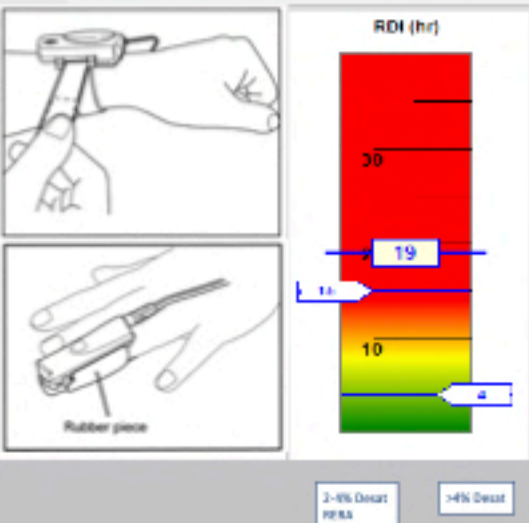 RDI (hr)
30
19
10
4
Rubber piece
2-4% Desat
RERA
>4% Desat